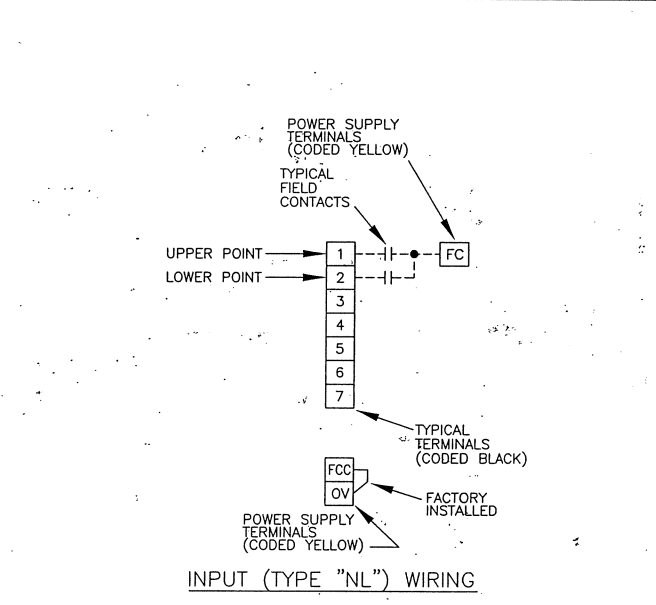 POWER SUPPLY
TERMINALS
(CODED YELLOW)
TYPICAL
FIELD
CONTACTS
UPPER POINT
1
FC
LOWER POINT
2
3
4
5
6
7
TYPICAL
TERMINALS
(CODED BLACK)
FCC
OV
FACTORY
INSTALLED
POWER SUPPLY
TERMINALS
(CODED YELLOW)
INPUT (TYPE "NL") WIRING